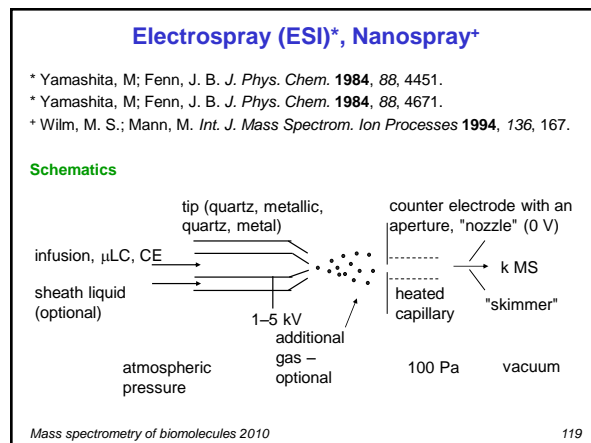 Electrospray (ESI)*, Nanospray+
* Yamashita, M; Fenn, J. B. J. Phys. Chem. 1984, 88, 4451.
* Yamashita, M; Fenn, J. B. J. Phys. Chem. 1984, 88, 4671.
+ Wilm, M. S.; Mann, M. Int. J. Mass Spectrom. Ion Processes 1994, 136, 167.
Schematics
tip (quartz, metallic,
quartz, metal)
counter electrode with an
aperture, "nozzle" (0 V)
infusion, µLC, CE
k MS
sheath liquid
(optional)
1–5 kV
heated
capillary
"skimmer"
additional
gas –
optional
atmospheric
pressure
100 Pa
vacuum
Mass spectrometry of biomolecules 2010
119